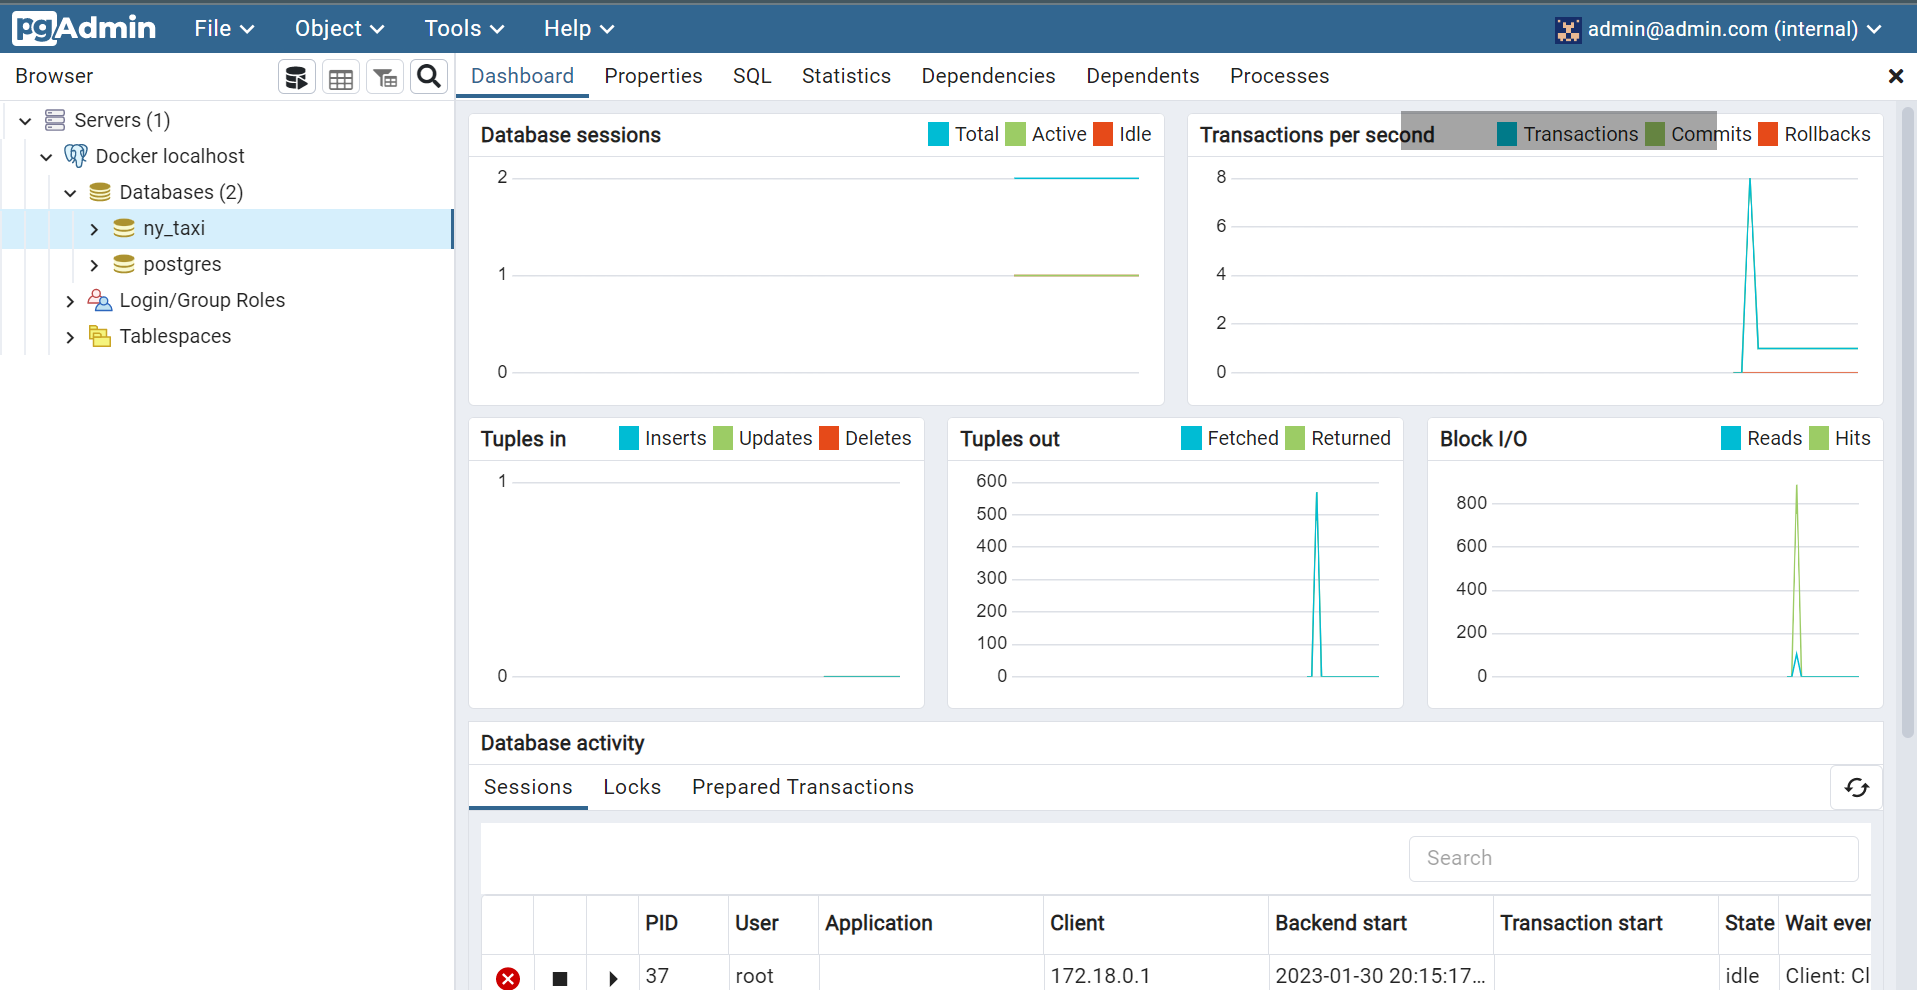 pgAdmin File Object Tools Help admin@admin.com (internal)
Browser
Dashboard Properties SQL Statistics Dependencies Dependents Processes
Servers (1)
Docker localhost
Databases (2)
ny_taxi
postgres
Login/Group Roles
Tablespaces
Database sessions Total Active Idle
2
1
0
Transactions per second Transactions Commits Rollbacks
8
6
4
2
0
Tuples in Inserts Updates Deletes
1
0
Tuples out Fetched Returned
600
500
400
300
200
100
0
Block I/O Reads Hits
800
600
400
200
0
Database activity
Sessions Locks Prepared Transactions
Search
PID User Application Client Backend start Transaction start State Wait ever
37 root 172.18.0.1 2023-01-30 20:15:17... idle Client: Cl